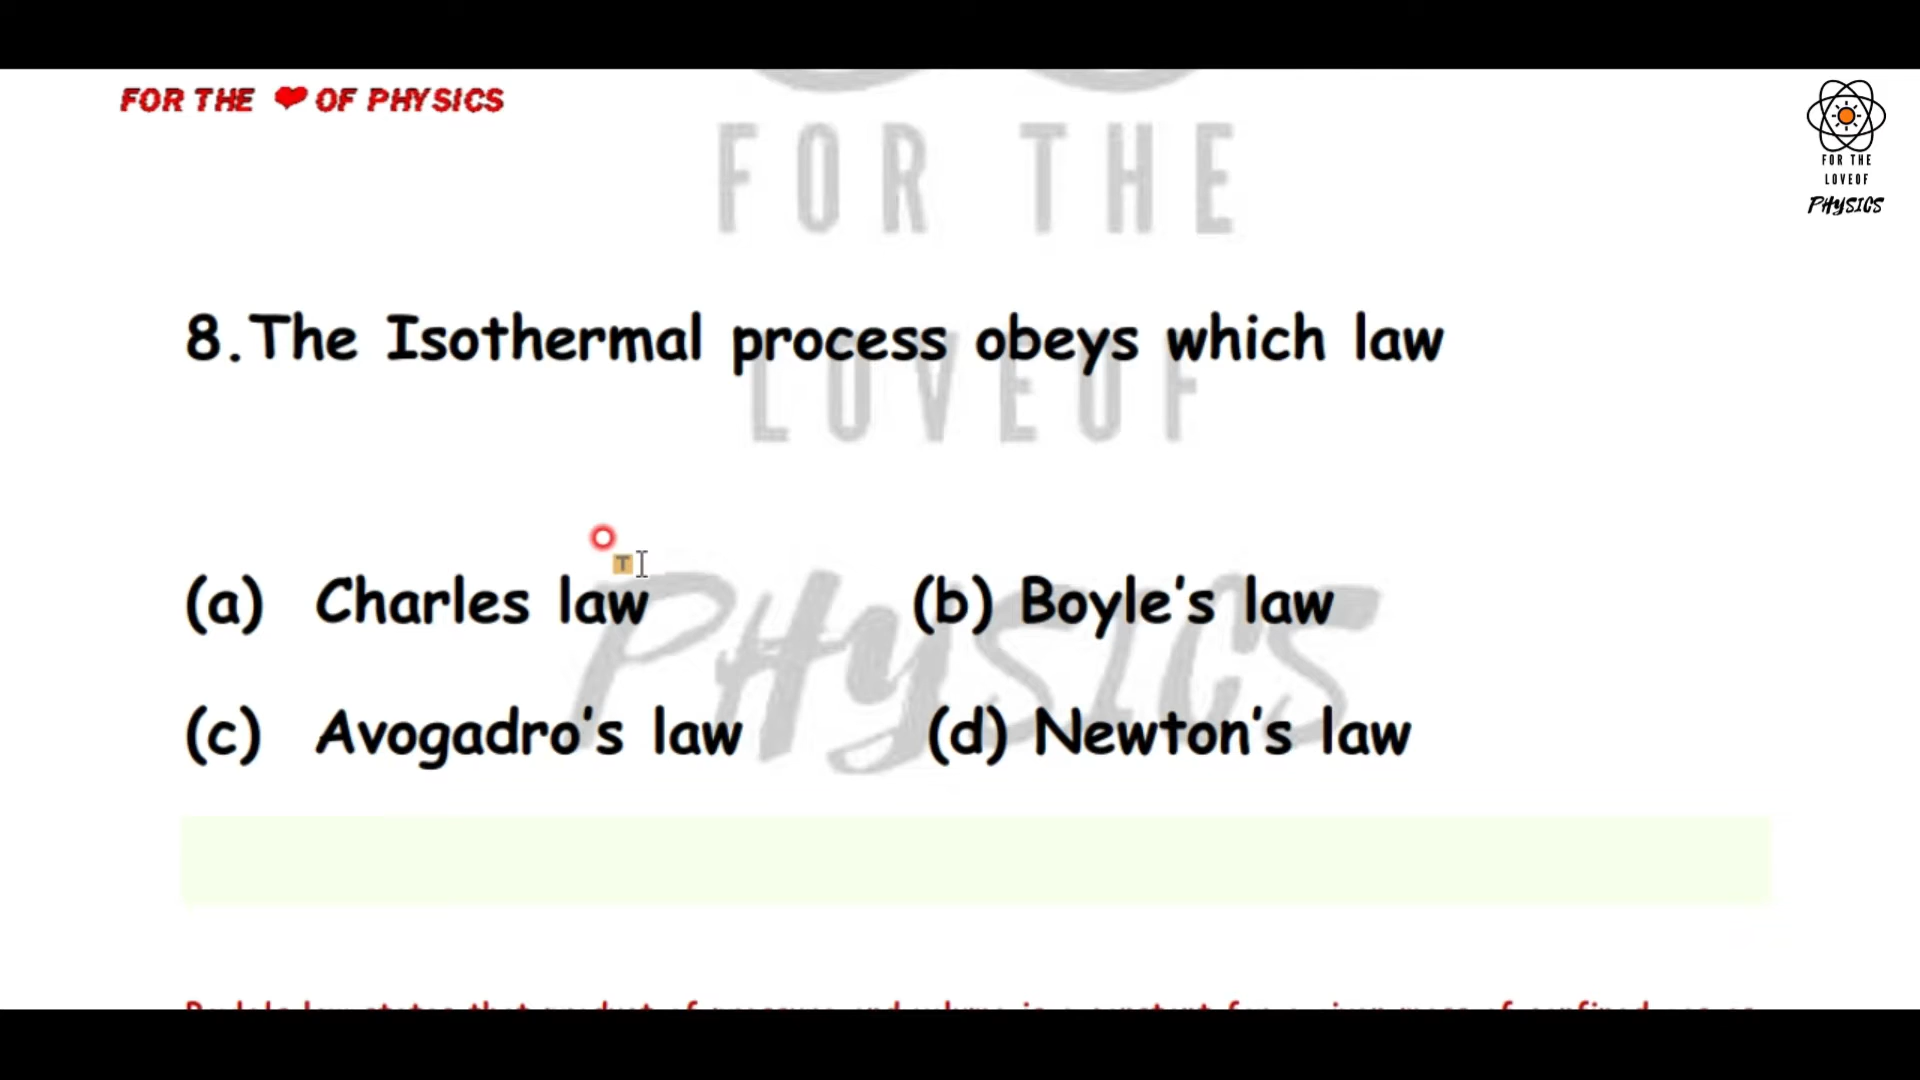 FOR THE ❤ OF PHYSICS
FOR THE
LOVEOF
PHYSICS
FOR THE
8.The Isothermal process obeys which law
LOVEOF
(a) Charles law (b) Boyle's law
PHYSICS
(c) Avogadro's law (d) Newton's law